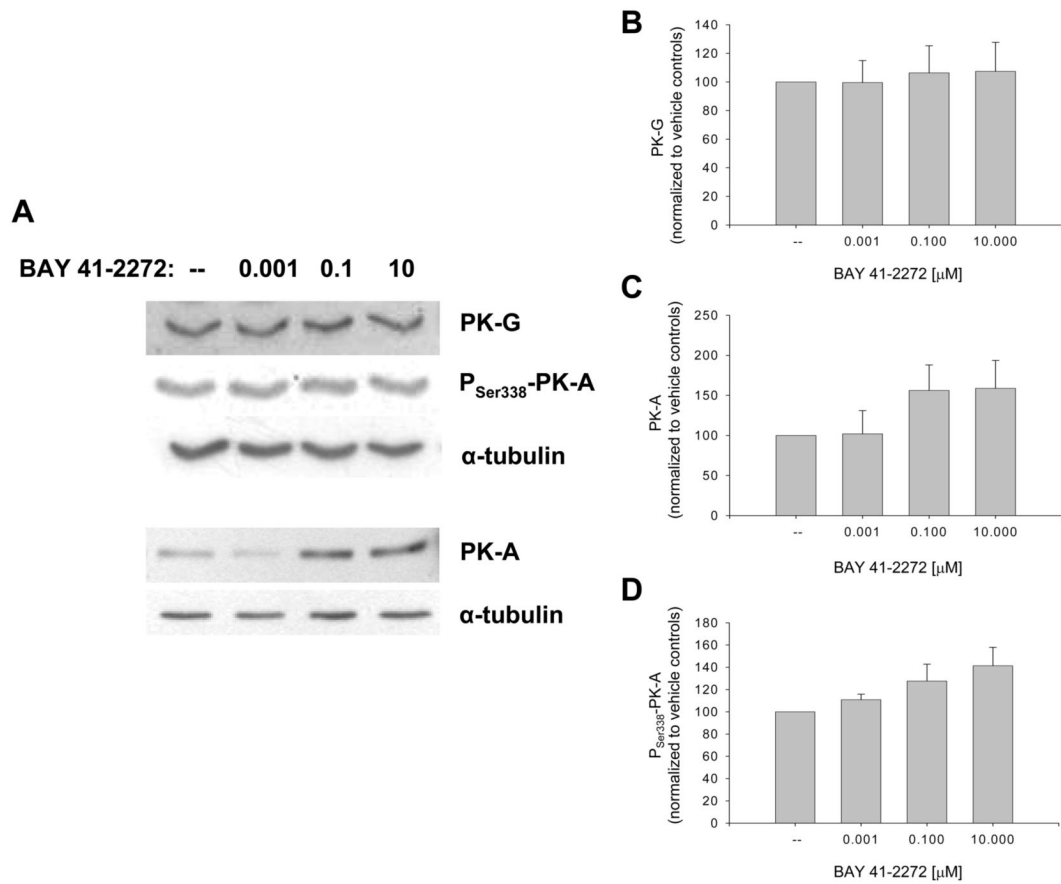 A
BAY 41-2272: -- 0.001 0.1 10
PK-G
PSer338-PK-A
α-tubulin
PK-A
α-tubulin
B
PK-G
(normalized to vehicle controls)
140
120
100
80
60
40
20
0
-- 0.001 0.100 10.000
BAY 41-2272 [μM]
C
PK-A
(normalized to vehicle controls)
250
200
150
100
50
0
-- 0.001 0.100 10.000
BAY 41-2272 [μM]
D
PSer338-PK-A
(normalized to vehicle controls)
180
160
140
120
100
80
60
40
20
0
-- 0.001 0.100 10.000
BAY 41-2272 [μM]